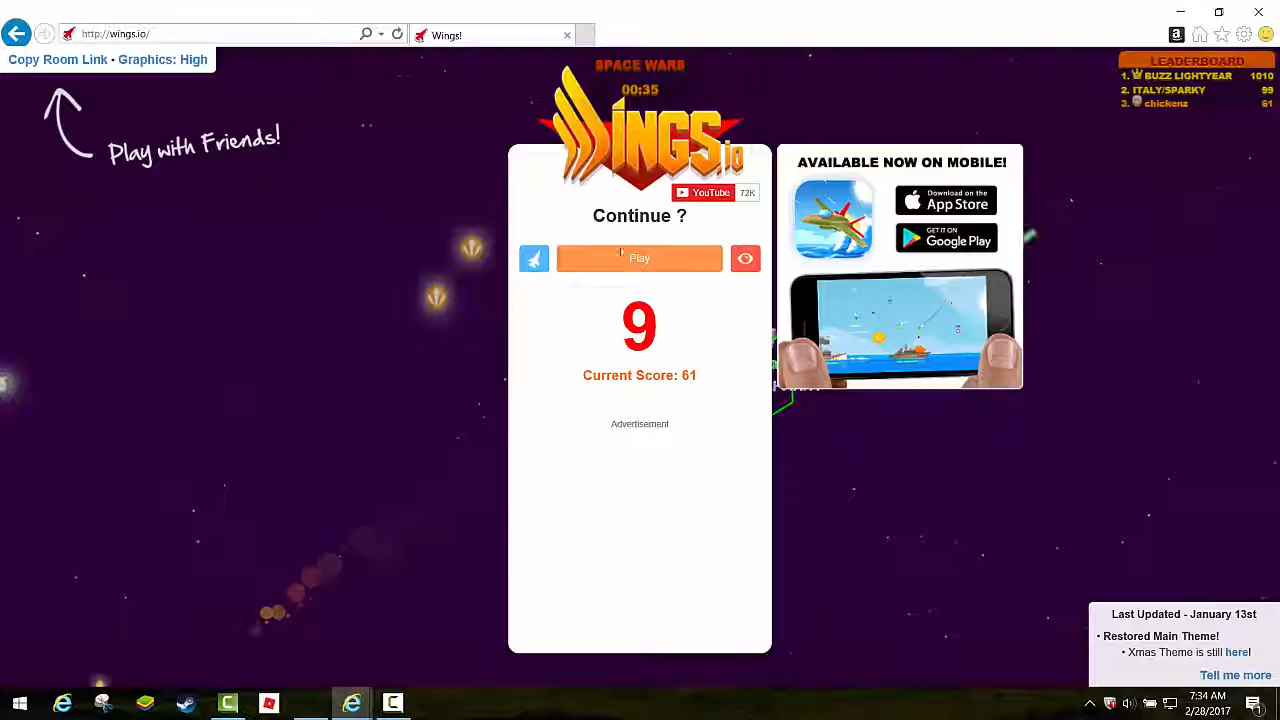 http://wings.io/
Wings!
Copy Room Link • Graphics: High
Play with Friends!
SPACE WARS
00:35
WINGS.io
YouTube 72K
Continue ?
Play
9
Current Score: 61
Advertisement
AVAILABLE NOW ON MOBILE!
Download on the
App Store
GET IT ON
Google Play
LEADERBOARD
1. BUZZ LIGHTYEAR 1010
2. ITALY/SPARKY 99
3. chickenz 61
Last Updated - January 13st
• Restored Main Theme!
• Xmas Theme is still here!
Tell me more
7:34 AM
2/28/2017